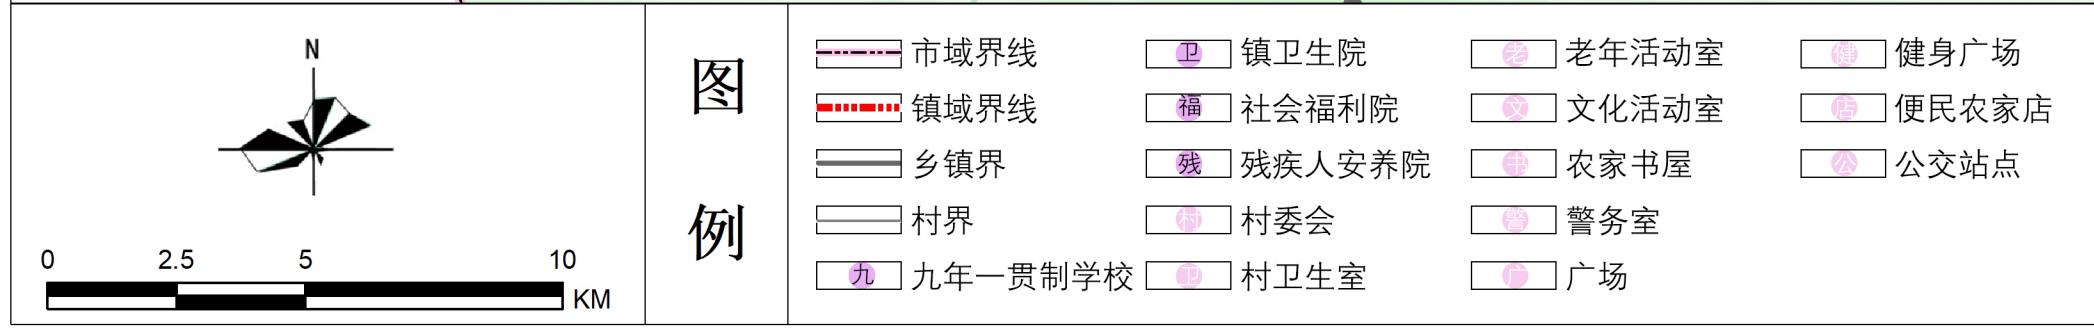 N
0 2.5 5 10
KM
图
例
市域界线
镇域界线
乡镇界
村界
九 九年一贯制学校
卫 镇卫生院
福 社会福利院
残 残疾人安养院
村 村委会
卫 村卫生室
老 老年活动室
文 文化活动室
书 农家书屋
警 警务室
广 广场
健 健身广场
店 便民农家店
公 公交站点